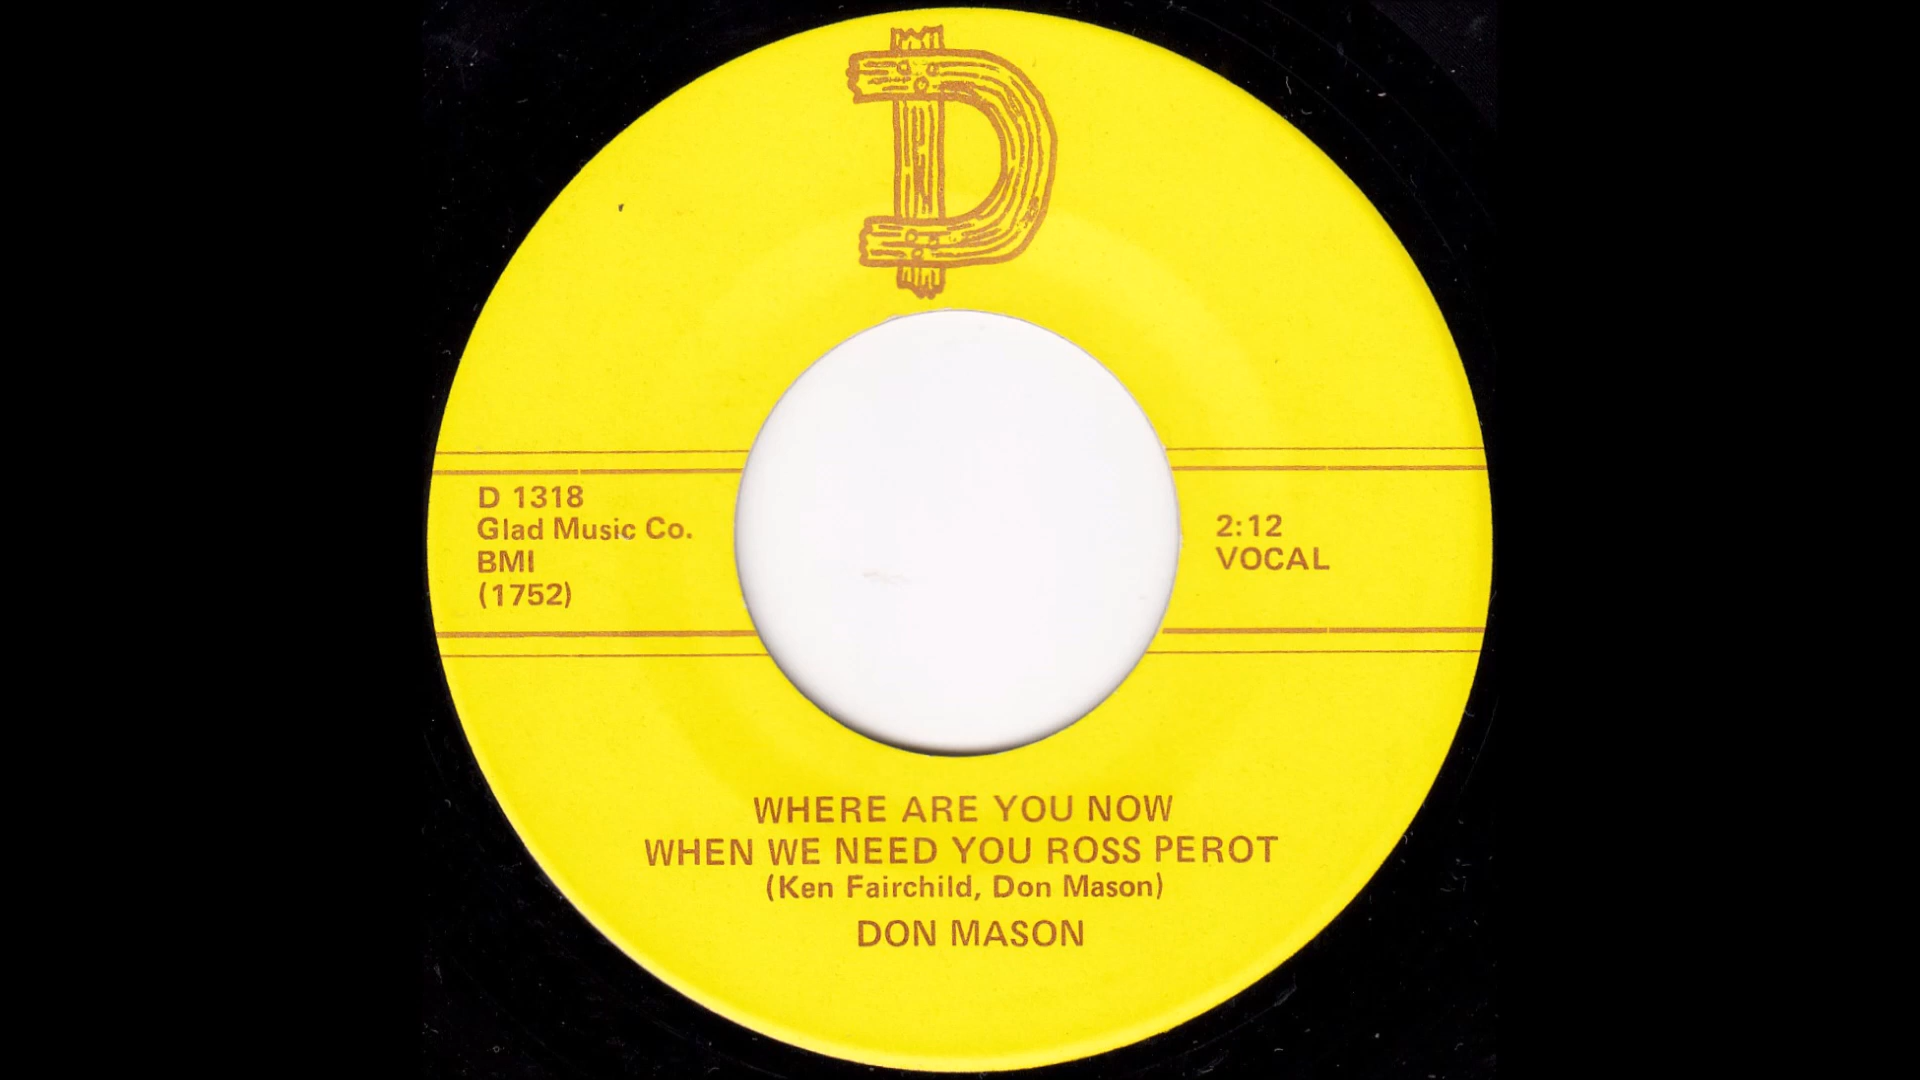 D
D 1318
Glad Music Co.
BMI
(1752)
2:12
VOCAL
WHERE ARE YOU NOW
WHEN WE NEED YOU ROSS PEROT
(Ken Fairchild, Don Mason)
DON MASON